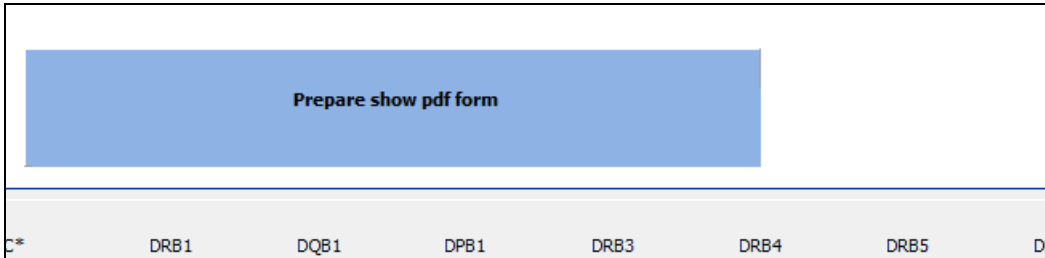 Prepare show pdf form
C* DRB1 DQB1 DPB1 DRB3 DRB4 DRB5 D